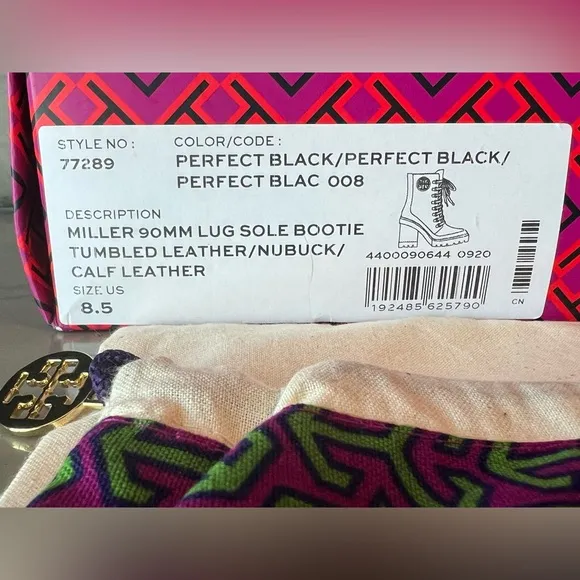 STYLE NO :
77289
COLOR/CODE :
PERFECT BLACK/PERFECT BLACK/
PERFECT BLAC 008
DESCRIPTION
MILLER 90MM LUG SOLE BOOTIE
TUMBLED LEATHER/NUBUCK/
CALF LEATHER
SIZE US
8.5
4400090644 0920
192485 625790
CN